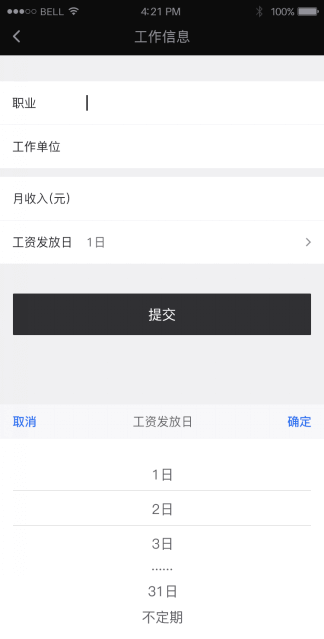 BELL 4:21 PM 100%
工作信息
职业
工作单位
月收入(元)
工资发放日 1日
提交
取消 工资发放日 确定
1日
2日
3日
......
31日
不定期